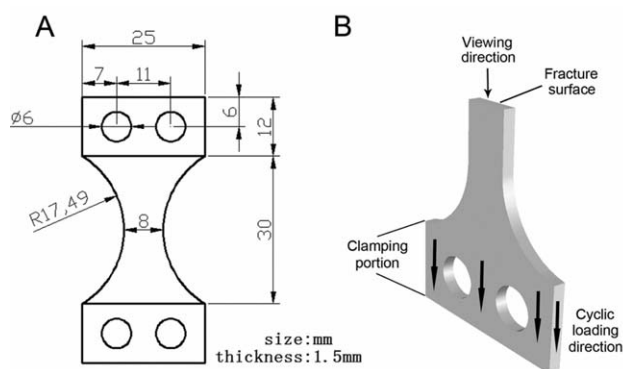 A
25
7
11
6
12
ø6
R17,49
8
30
size:mm
thickness:1.5mm
B
Viewing
direction
Fracture
surface
Clamping
portion
Cyclic
loading
direction